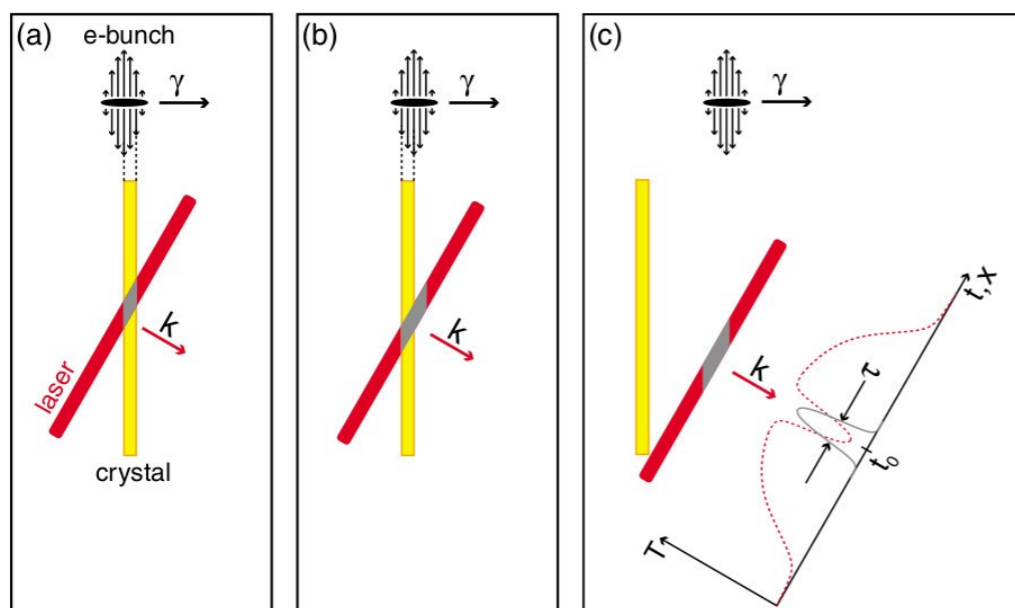 (a)
e-bunch
γ
k
laser
crystal
(b)
γ
k
(c)
γ
k
t,x
τ
t₀
T